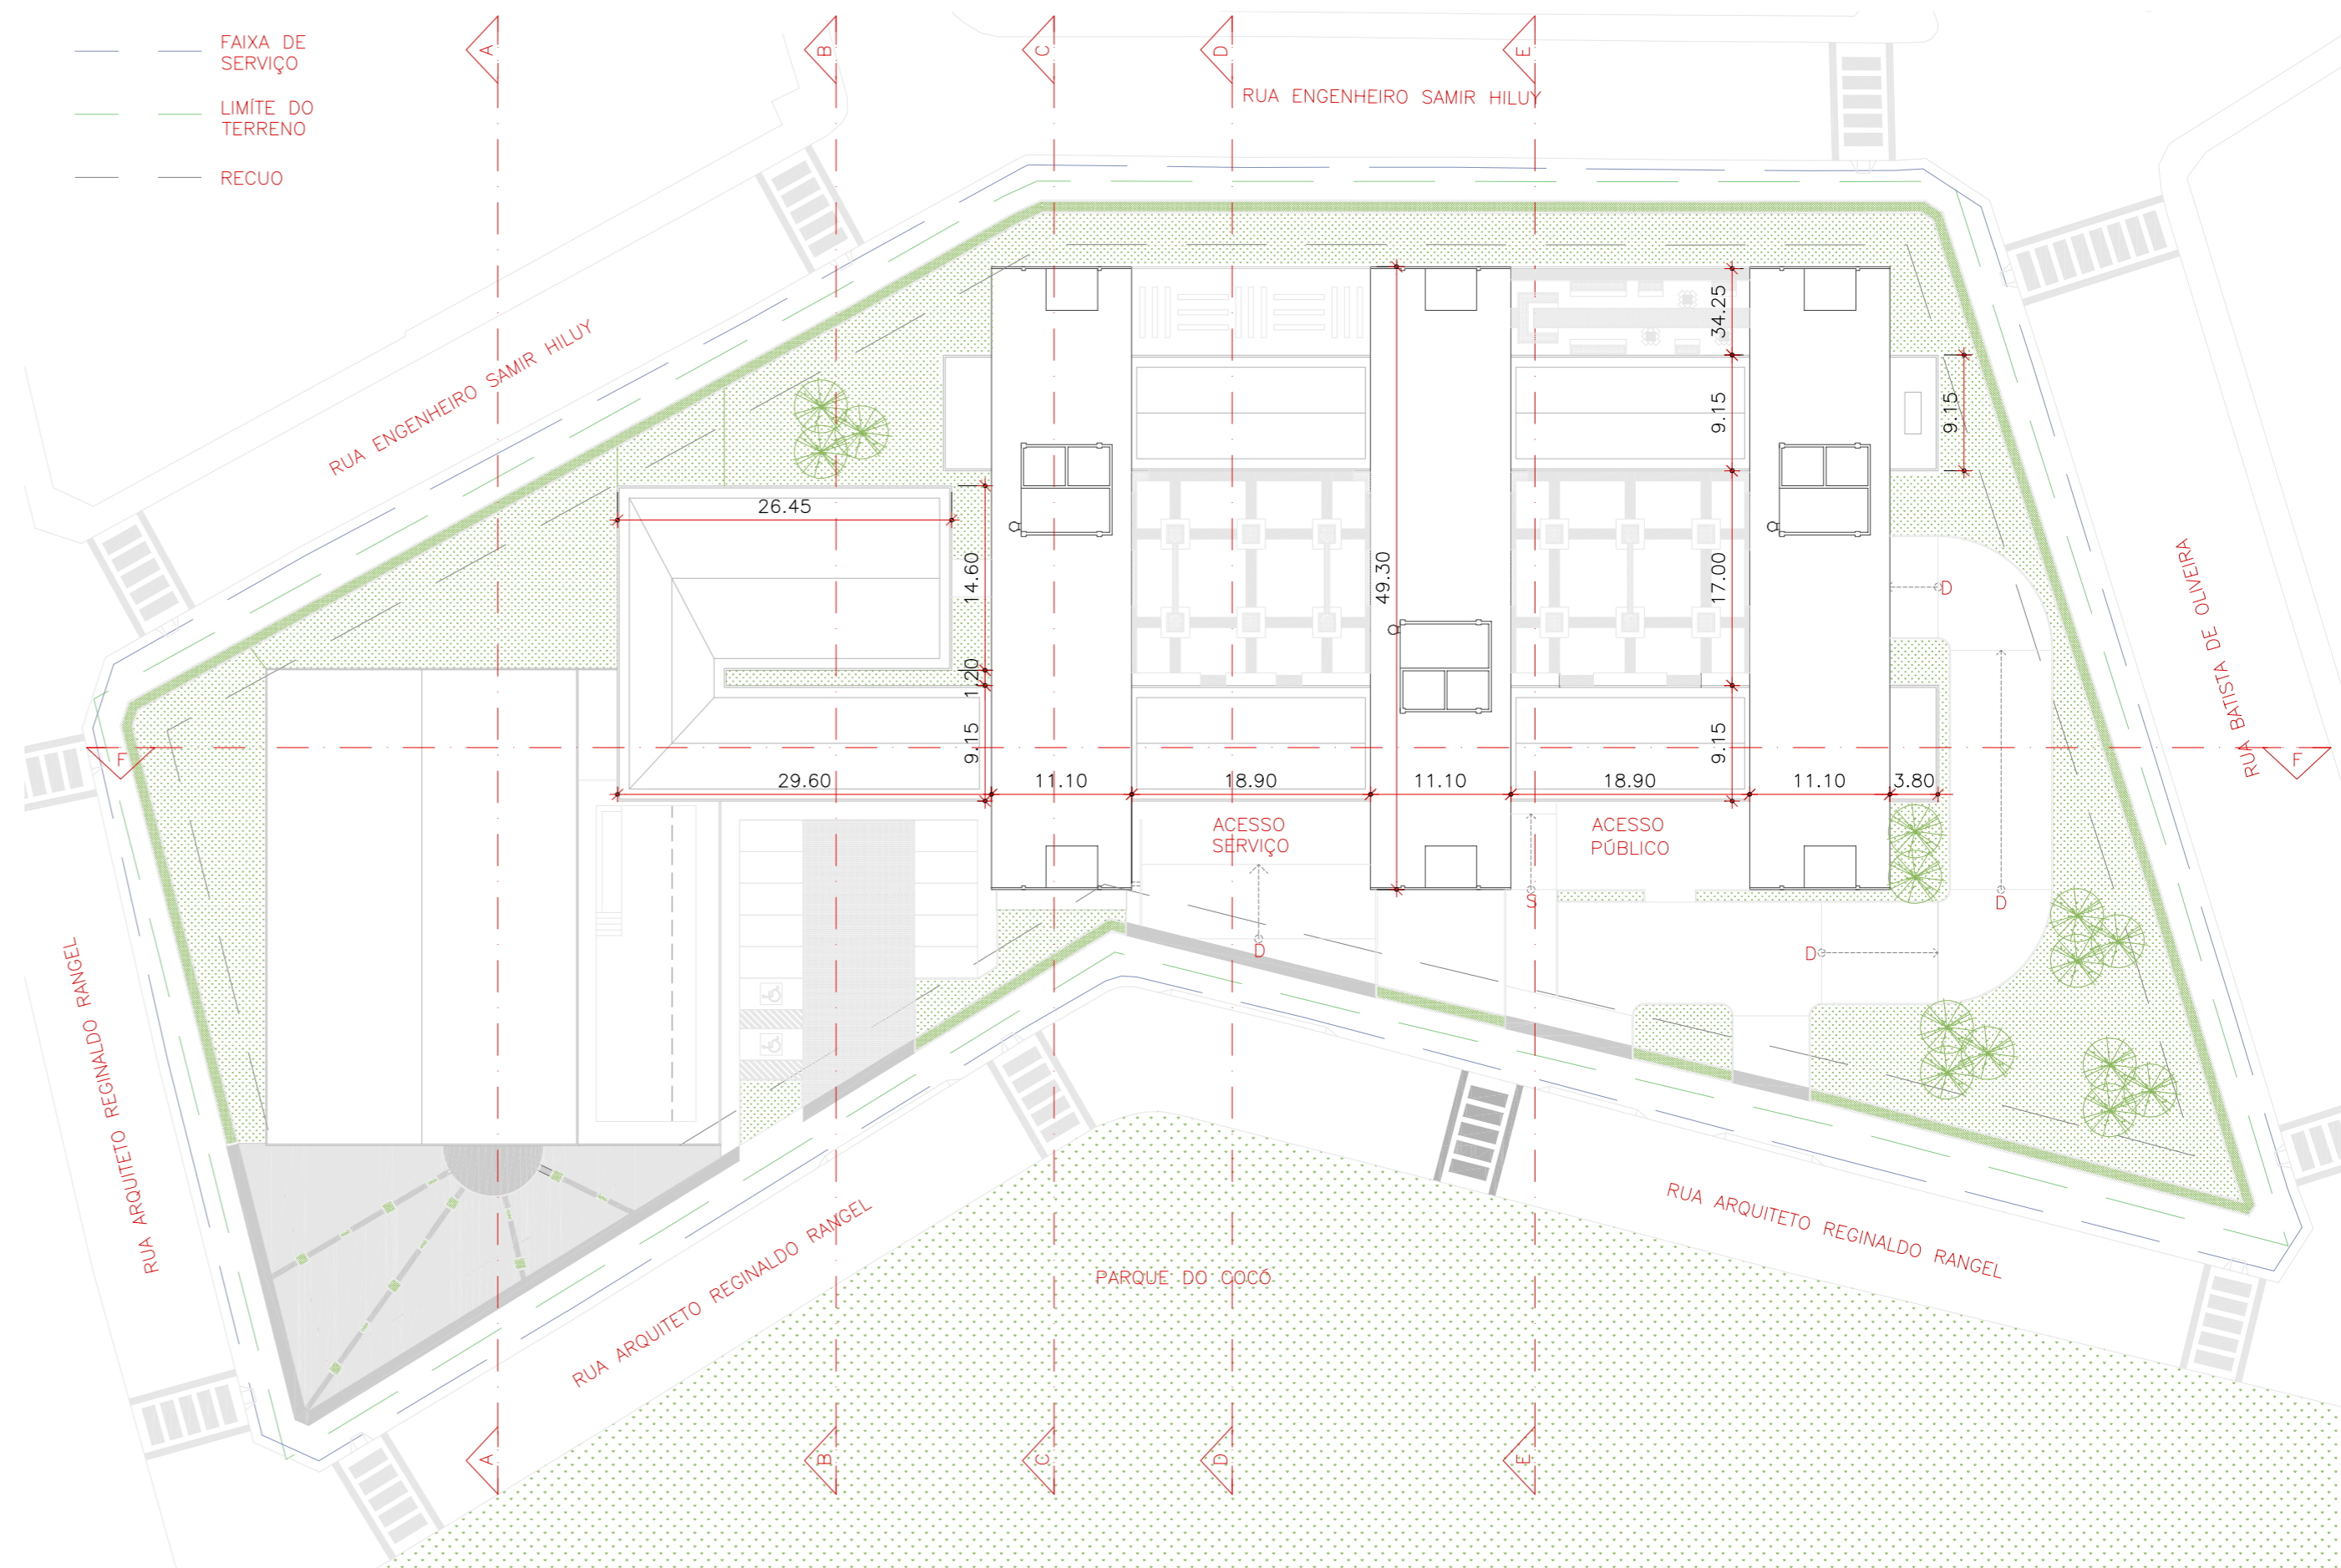 FAIXA DE
SERVIÇO
LIMÍTE DO
TERRENO
RECUO
A
B
C
D
E
RUA ENGENHEIRO SAMIR HILUY
RUA ENGENHEIRO SAMIR HILUY
34.25
9.15
9.15
26.45
14.60
49.30
17.00
D
RUA BATISTA DE OLIVEIRA
1.20
9.15
9.15
F
F
29.60
11.10
18.90
11.10
18.90
11.10
3.80
ACESSO
SERVIÇO
ACESSO
PÚBLICO
S
D
D
D
RUA ARQUITETO REGINALDO RANGEL
RUA ARQUITETO REGINALDO RANGEL
RUA ARQUITETO REGINALDO RANGEL
PARQUE DO COCÓ
A
B
C
D
E